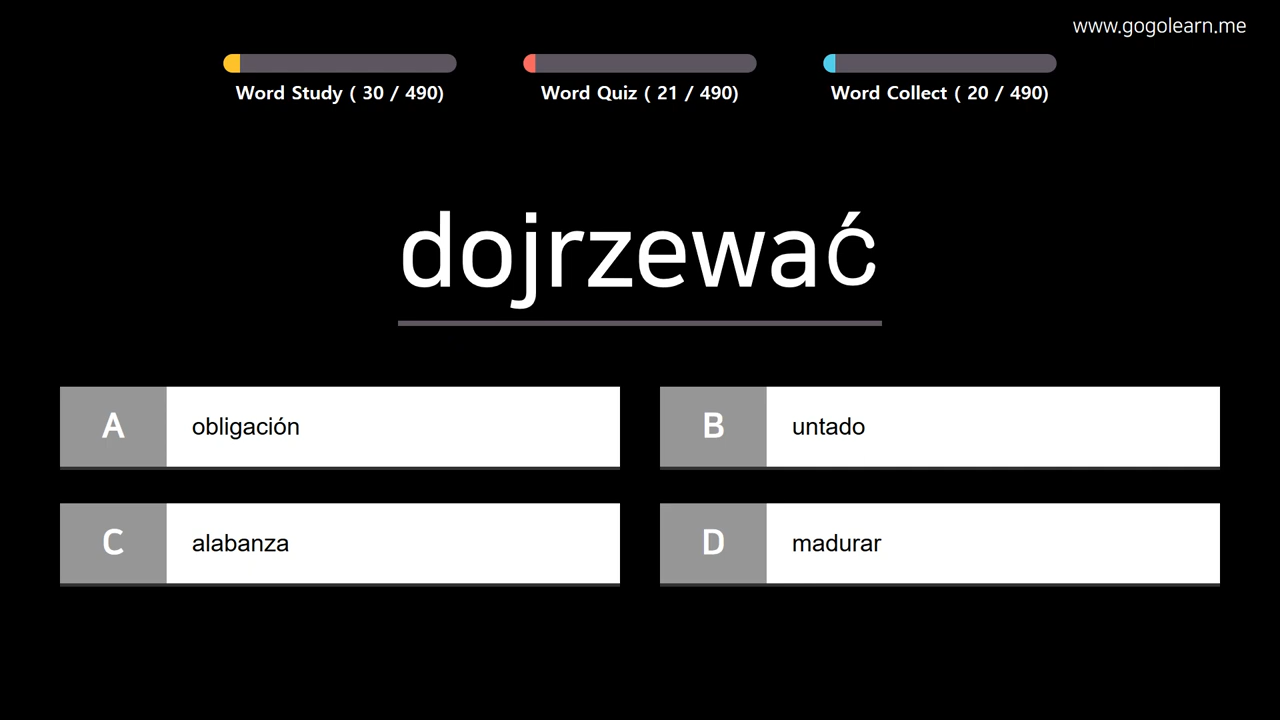 www.gogolearn.me
Word Study ( 30 / 490)
Word Quiz ( 21 / 490)
Word Collect ( 20 / 490)
dojrzewać
A obligación
B untado
C alabanza
D madurar